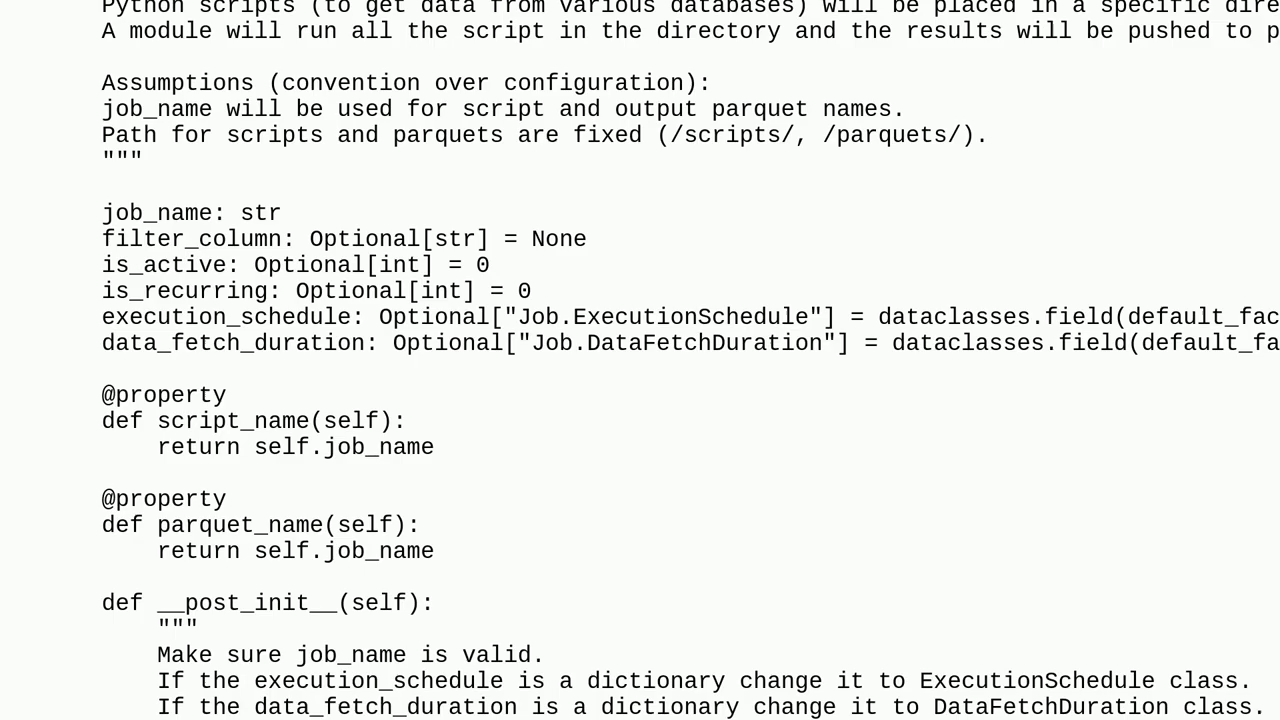 Python scripts (to get data from various databases) will be placed in a specific dire
A module will run all the script in the directory and the results will be pushed to p
Assumptions (convention over configuration):
job_name will be used for script and output parquet names.
Path for scripts and parquets are fixed (/scripts/, /parquets/).
"""
job_name: str
filter_column: Optional[str] = None
is_active: Optional[int] = 0
is_recurring: Optional[int] = 0
execution_schedule: Optional["Job.ExecutionSchedule"] = dataclasses.field(default_fac
data_fetch_duration: Optional["Job.DataFetchDuration"] = dataclasses.field(default_fa
@property
def script_name(self):
return self.job_name
@property
def parquet_name(self):
return self.job_name
def __post_init__(self):
"""
Make sure job_name is valid.
If the execution_schedule is a dictionary change it to ExecutionSchedule class.
If the data_fetch_duration is a dictionary change it to DataFetchDuration class.